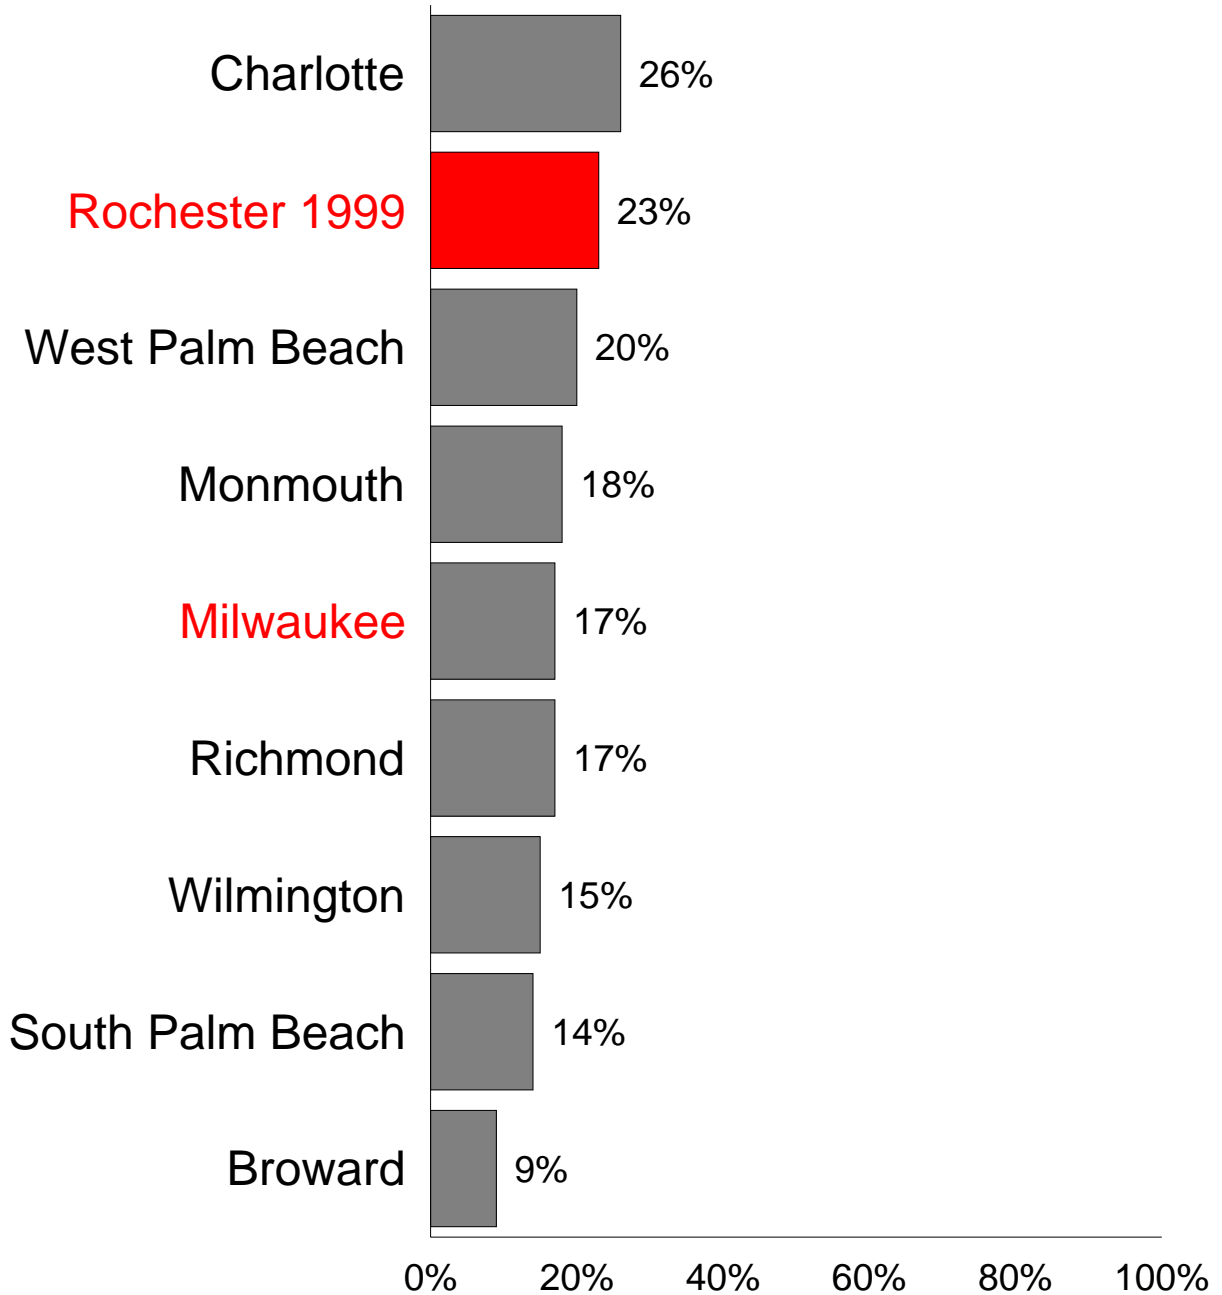 Charlotte 26%
Rochester 1999 23%
West Palm Beach 20%
Monmouth 18%
Milwaukee 17%
Richmond 17%
Wilmington 15%
South Palm Beach 14%
Broward 9%
0% 20% 40% 60% 80% 100%